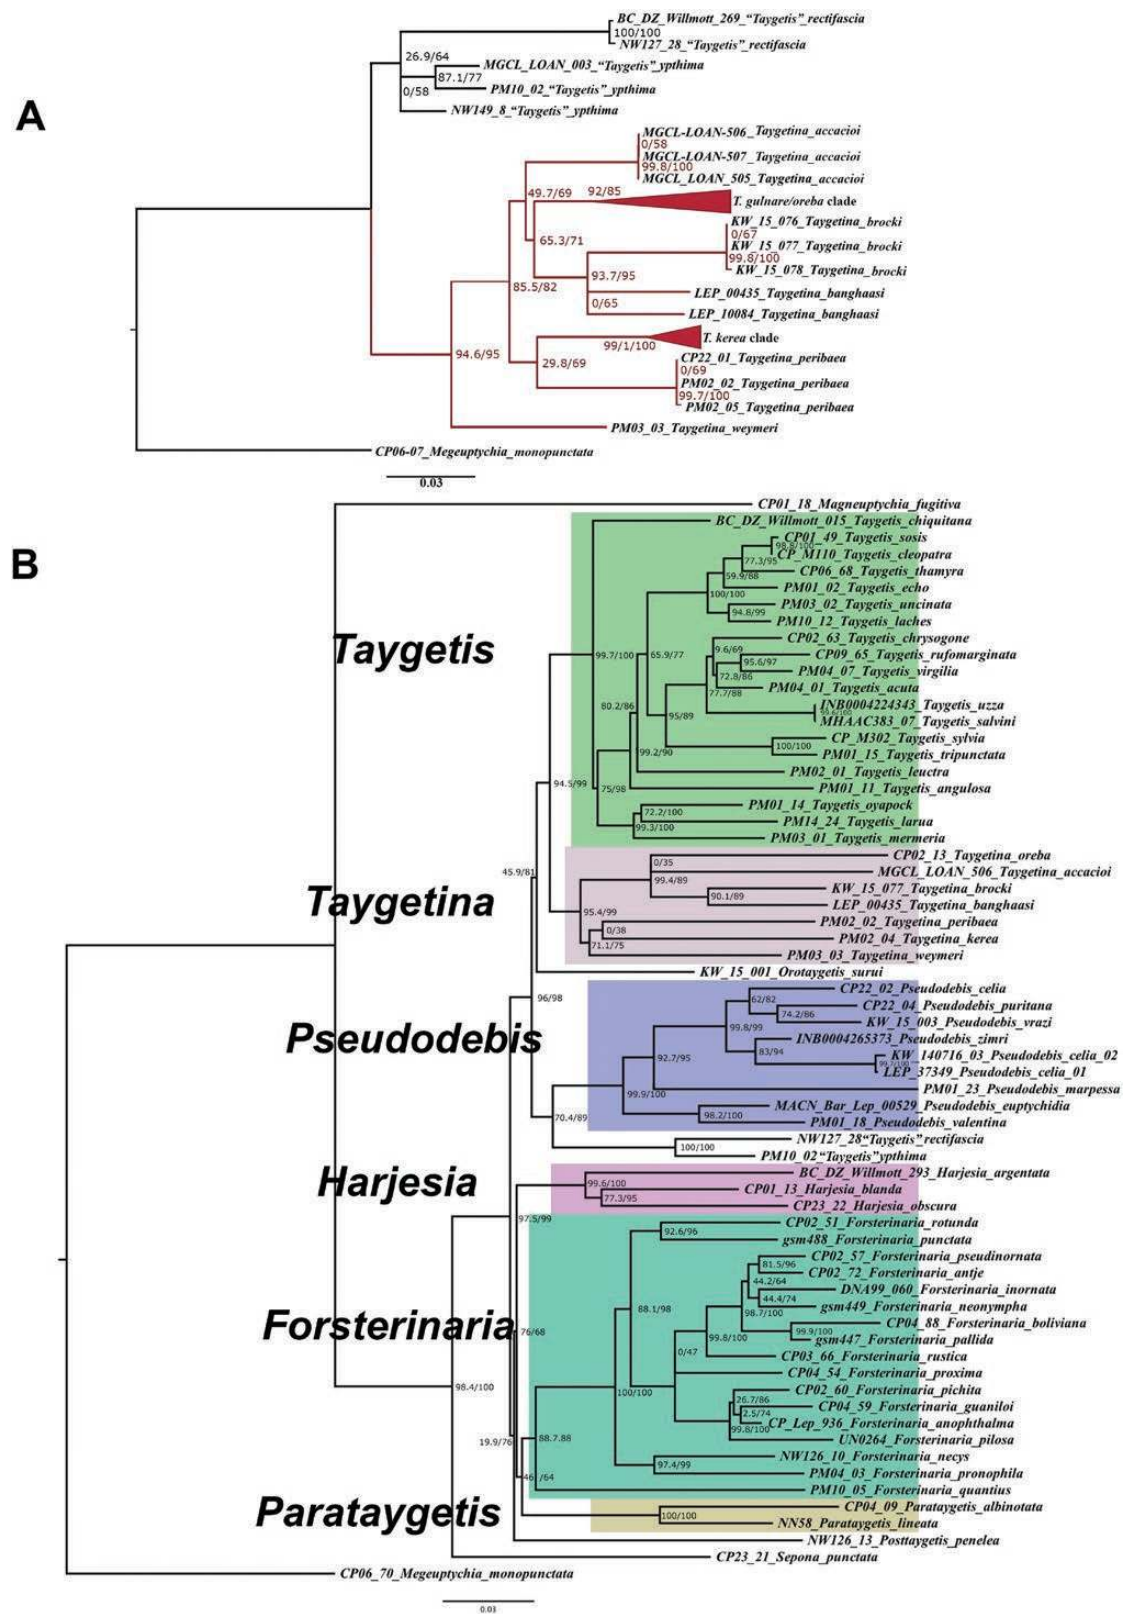 A
BC_DZ_Willmott_269_“Taygetis”_rectifascia
100/100
NW127_28_“Taygetis”_rectifascia
26.9/64
MGCL_LOAN_003_“Taygetis”_ypthima
87.1/77
PM10_02_“Taygetis”_ypthima
0/58
NW149_8_“Taygetis”_ypthima
MGCL-LOAN-506_Taygetina_accacioi
0/58
MGCL-LOAN-507_Taygetina_accacioi
99.8/100
MGCL_LOAN_505_Taygetina_accacioi
49.7/69
92/85
T. gulnare/oreba clade
KW_15_076_Taygetina_brocki
0/67
65.3/71
KW_15_077_Taygetina_brocki
99.8/100
KW_15_078_Taygetina_brocki
93.7/95
85.5/82
LEP_00435_Taygetina_banghaasi
0/65
LEP_10084_Taygetina_banghaasi
T. kerea clade
99/1/100
94.6/95
CP22_01_Taygetina_peribaea
29.8/69
0/69
PM02_02_Taygetina_peribaea
99.7/100
PM02_05_Taygetina_peribaea
PM03_03_Taygetina_weymeri
CP06-07_Megeuptychia_monopunctata
0.03
B
CP01_18_Magneuptychia_fugitiva
BC_DZ_Willmott_015_Taygetis_chiquitana
CP01_49_Taygetis_sosis
98.8/100
CP_M110_Taygetis_cleopatra
77.3/95
CP06_68_Taygetis_thamyra
59.9/88
PM01_02_Taygetis_echo
100/100
PM03_02_Taygetis_uncinata
94.8/99
PM10_12_Taygetis_laches
CP02_63_Taygetis_chrysogone
9.6/69
Taygetis
99.7/100
65.9/77
CP09_65_Taygetis_rufomarginata
95.6/97
PM04_07_Taygetis_virgilia
72.8/86
PM04_01_Taygetis_acuta
77.7/88
80.2/86
INB0004224343_Taygetis_uzza
99.6/100
95/89
MHAAC383_07_Taygetis_salvini
CP_M302_Taygetis_sylvia
100/100
99.2/90
PM01_15_Taygetis_tripunctata
PM02_01_Taygetis_leuctra
94.5/99
75/98
PM01_11_Taygetis_angulosa
PM01_14_Taygetis_oyapock
72.2/100
PM14_24_Taygetis_larua
99.3/100
PM03_01_Taygetis_mermeria
CP02_13_Taygetina_oreba
0/35
45.9/81
MGCL_LOAN_506_Taygetina_accacioi
99.4/89
KW_15_077_Taygetina_brocki
90.1/89
Taygetina
LEP_00435_Taygetina_banghaasi
95.4/99
PM02_02_Taygetina_peribaea
0/38
PM02_04_Taygetina_kerea
71.1/75
PM03_03_Taygetina_weymeri
KW_15_001_Orotaygetis_surui
CP22_02_Pseudodebis_celia
96/98
62/82
CP22_04_Pseudodebis_puritana
74.2/86
KW_15_003_Pseudodebis_vrazi
99.8/99
Pseudodebis
INB0004265373_Pseudodebis_zimri
83/94
92.7/95
KW_140716_03_Pseudodebis_celia_02
LEP_37349_Pseudodebis_celia_01
PM01_23_Pseudodebis_marpessa
99.9/100
MACN_Bar_Lep_00529_Pseudodebis_euptychidia
70.4/89
98.2/100
PM01_18_Pseudodebis_valentina
NW127_28“Taygetis”rectifascia
100/100
PM10_02“Taygetis”ypthima
BC_DZ_Willmott_293_Harjesia_argentata
Harjesia
99.6/100
CP01_13_Harjesia_blanda
77.3/95
CP23_22_Harjesia_obscura
97.5/99
CP02_51_Forsterinaria_rotunda
92.6/96
gsm488_Forsterinaria_punctata
CP02_57_Forsterinaria_pseudinornata
81.5/96
CP02_72_Forsterinaria_antje
44.2/64
DNA99_060_Forsterinaria_inornata
44.4/74
gsm449_Forsterinaria_neonympha
88.1/98
98.7/100
CP04_88_Forsterinaria_boliviana
Forsterinaria
76/68
99.8/100
99.9/100
gsm447_Forsterinaria_pallida
0/47
CP03_66_Forsterinaria_rustica
CP04_54_Forsterinaria_proxima
98.4/100
100/100
CP02_60_Forsterinaria_pichita
26.7/86
CP04_59_Forsterinaria_guaniloi
2.5/74
CP_Lep_936_Forsterinaria_anophthalma
99.8/100
UN0264_Forsterinaria_pilosa
19.9/76
88.7.88
NW126_10_Forsterinaria_necys
97.4/99
PM04_03_Forsterinaria_pronophila
/64
PM10_05_Forsterinaria_quantius
Parataygetis
CP04_09_Parataygetis_albinotata
100/100
NN58_Parataygetis_lineata
NW126_13_Posttaygetis_penelea
CP23_21_Sepona_punctata
CP06_70_Megeuptychia_monopunctata
0.03